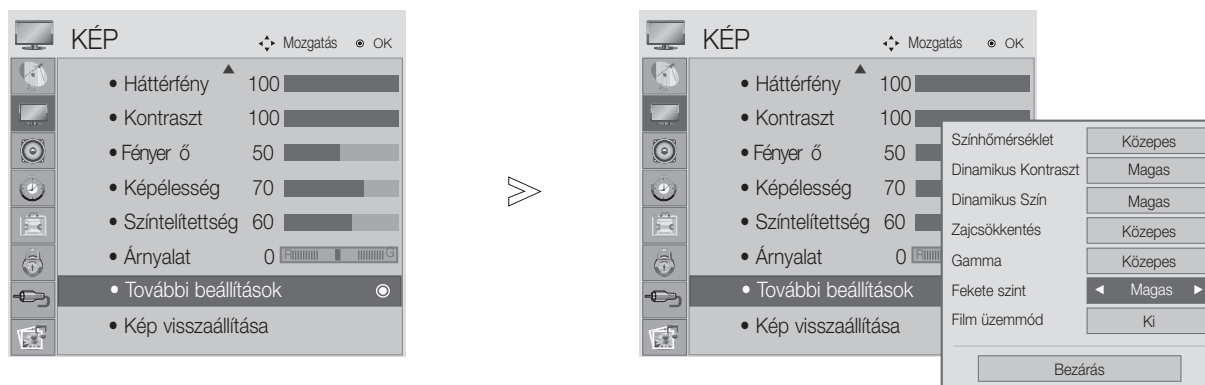 KÉP
Mozgatás
OK
• Háttérfény 100
• Kontraszt 100
• Fényer ő 50
• Képélesség 70
• Színtelítettség 60
• Árnyalat 0 R G
• További beállítások
• Kép visszaállítása
KÉP
Mozgatás
OK
• Háttérfény 100
• Kontraszt 100
• Fényer ő 50
• Képélesség 70
• Színtelítettség 60
• Árnyalat 0 R
• További beállítások
• Kép visszaállítása
Színhőmérséklet Közepes
Dinamikus Kontraszt Magas
Dinamikus Szín Magas
Zajcsökkentés Közepes
Gamma Közepes
Fekete szint Magas
Film üzemmód Ki
Bezárás